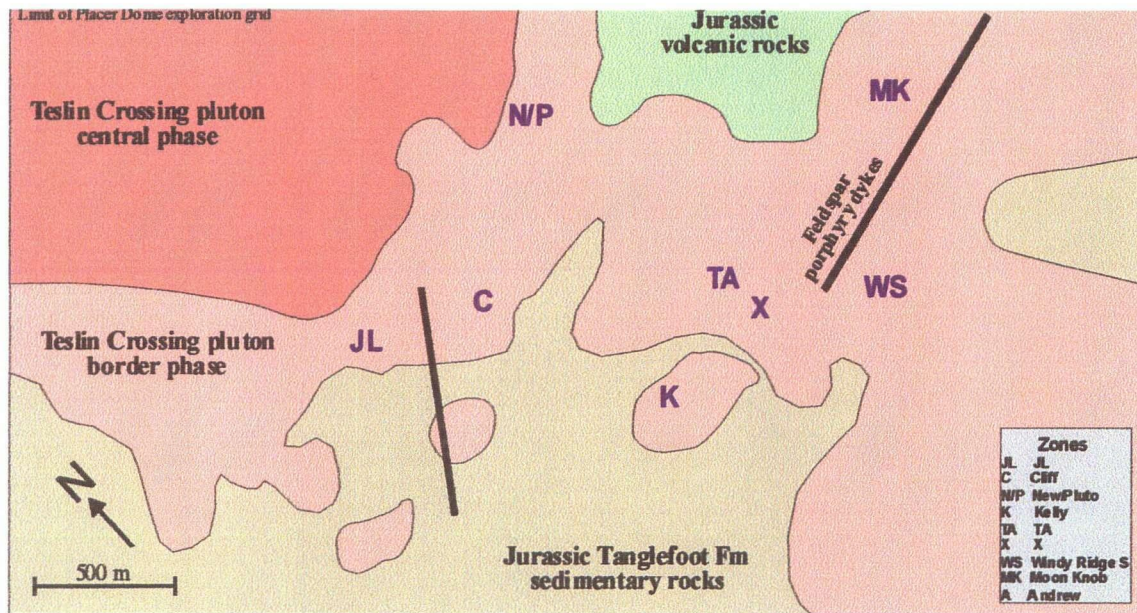 Limit of Placer Dome exploration grid
Jurassic
volcanic rocks
Teslin Crossing pluton
central phase
N/P
MK
Feldspar
porphyry dykes
TA
X
WS
C
JL
Teslin Crossing pluton
border phase
K
N
500 m
Jurassic Tanglefoot Fm
sedimentary rocks
Zones
JL JL
C Cliff
N/P New/Pluto
K Kelly
TA TA
X X
WS Windy Ridge S
MK Moon Knob
A Andrew